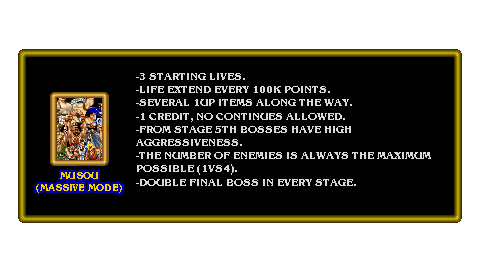 -3 STARTING LIVES.
-LIFE EXTEND EVERY 100K POINTS.
-SEVERAL 1UP ITEMS ALONG THE WAY.
-1 CREDIT, NO CONTINUES ALLOWED.
-FROM STAGE 5TH BOSSES HAVE HIGH
AGGRESSIVENESS.
-THE NUMBER OF ENEMIES IS ALWAYS THE MAXIMUM
POSSIBLE (1VS4).
-DOUBLE FINAL BOSS IN EVERY STAGE.
MUSOU
(MASSIVE MODE)